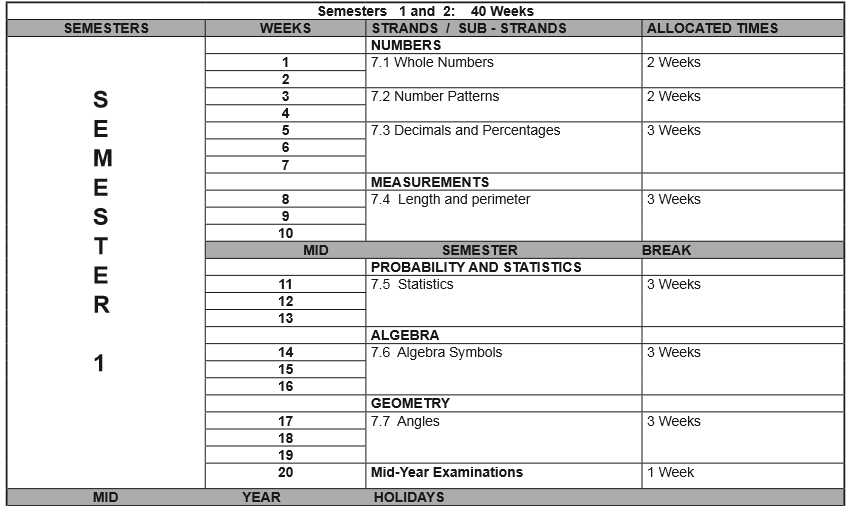 Semesters 1 and 2: 40 Weeks
SEMESTERS WEEKS STRANDS / SUB - STRANDS ALLOCATED TIMES
SEMESTER 1
NUMBERS
1 7.1 Whole Numbers 2 Weeks
2
3 7.2 Number Patterns 2 Weeks
4
5 7.3 Decimals and Percentages 3 Weeks
6
7
MEASUREMENTS
8 7.4 Length and perimeter 3 Weeks
9
10
MID SEMESTER BREAK
PROBABILITY AND STATISTICS
11 7.5 Statistics 3 Weeks
12
13
ALGEBRA
14 7.6 Algebra Symbols 3 Weeks
15
16
GEOMETRY
17 7.7 Angles 3 Weeks
18
19
20 Mid-Year Examinations 1 Week
MID YEAR HOLIDAYS